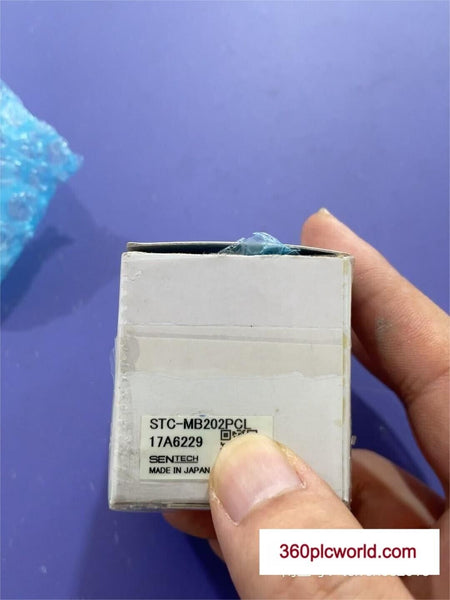 STC-MB202PCL
17A6229
SENTECH
MADE IN JAPAN
360plcworld.com